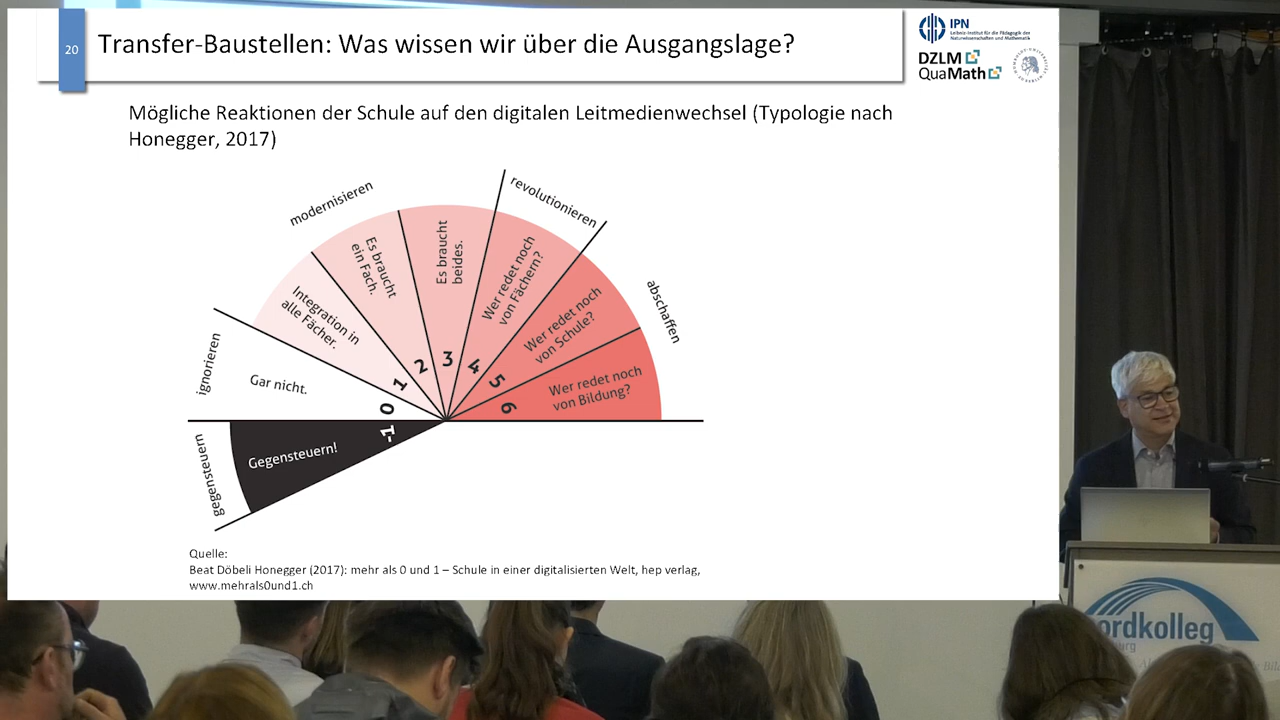 20
Transfer-Baustellen: Was wissen wir über die Ausgangslage?
IPN
Leibniz-Institut für die Pädagogik der
Naturwissenschaften und Mathematik
DZLM
QuaMath
Mögliche Reaktionen der Schule auf den digitalen Leitmedienwechsel (Typologie nach
Honegger, 2017)
gegensteuern
Gegensteuern!
-1
ignorieren
Gar nicht.
0
modernisieren
Integration in
alle Fächer.
1
Es braucht
ein Fach.
2
Es braucht
beides.
3
revolutionieren
Wer redet noch
von Fächern?
4
abschaffen
Wer redet noch
von Schule?
5
Wer redet noch
von Bildung?
6
Quelle:
Beat Döbeli Honegger (2017): mehr als 0 und 1 – Schule in einer digitalisierten Welt, hep verlag,
www.mehrals0und1.ch
ordkolleg
burg